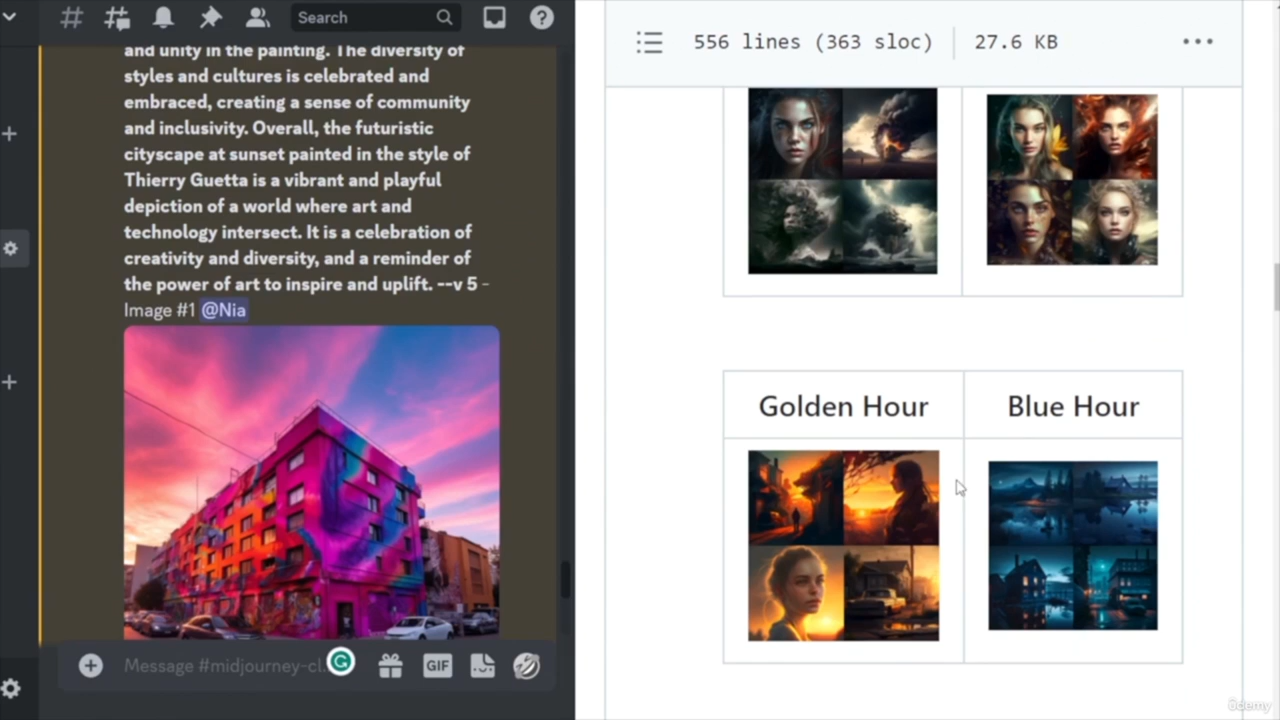 Search
and unity in the painting. The diversity of
styles and cultures is celebrated and
embraced, creating a sense of community
and inclusivity. Overall, the futuristic
cityscape at sunset painted in the style of
Thierry Guetta is a vibrant and playful
depiction of a world where art and
technology intersect. It is a celebration of
creativity and diversity, and a reminder of
the power of art to inspire and uplift. --v 5 -
Image #1 @Nia
Message #midjourney-cl
GIF
556 lines (363 sloc)
27.6 KB
Golden Hour
Blue Hour
ûdemy